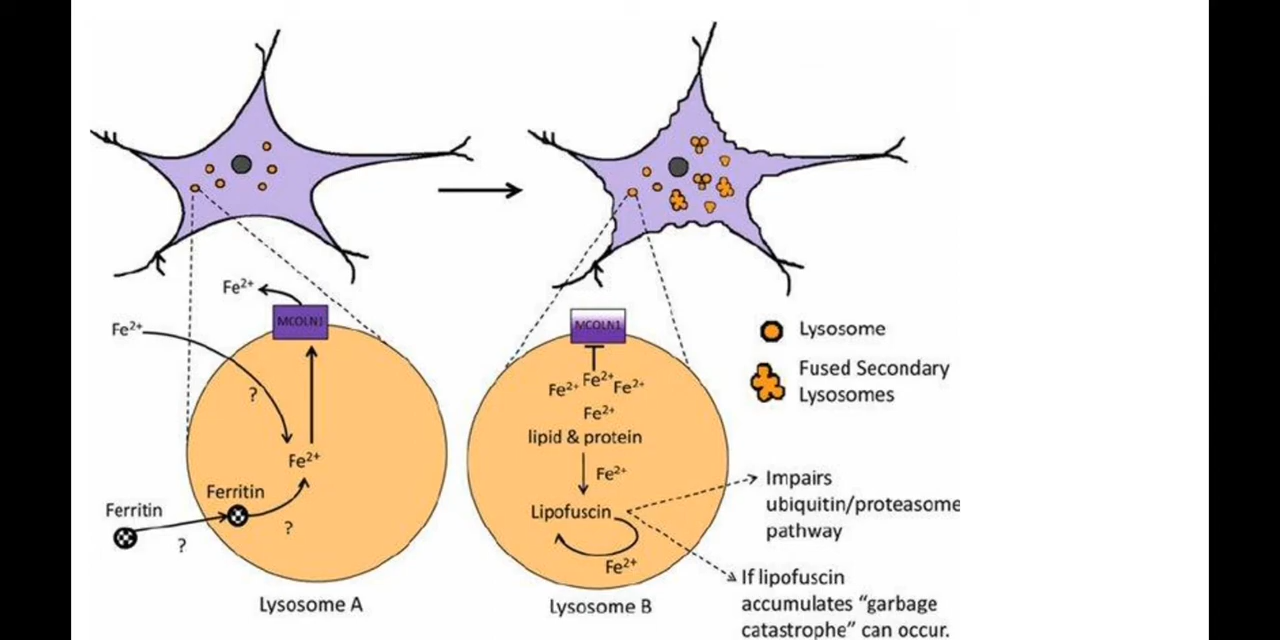 Fe²⁺
MCOLN1
Fe²⁺
?
Fe²⁺
Ferritin
Ferritin
?
?
Lysosome A
MCOLN1
Fe²⁺ Fe²⁺ Fe²⁺
Fe²⁺
lipid & protein
Fe²⁺
Lipofuscin
Fe²⁺
Lysosome B
Lysosome
Fused Secondary
Lysosomes
Impairs
ubiquitin/proteasome
pathway
If lipofuscin
accumulates “garbage
catastrophe” can occur.